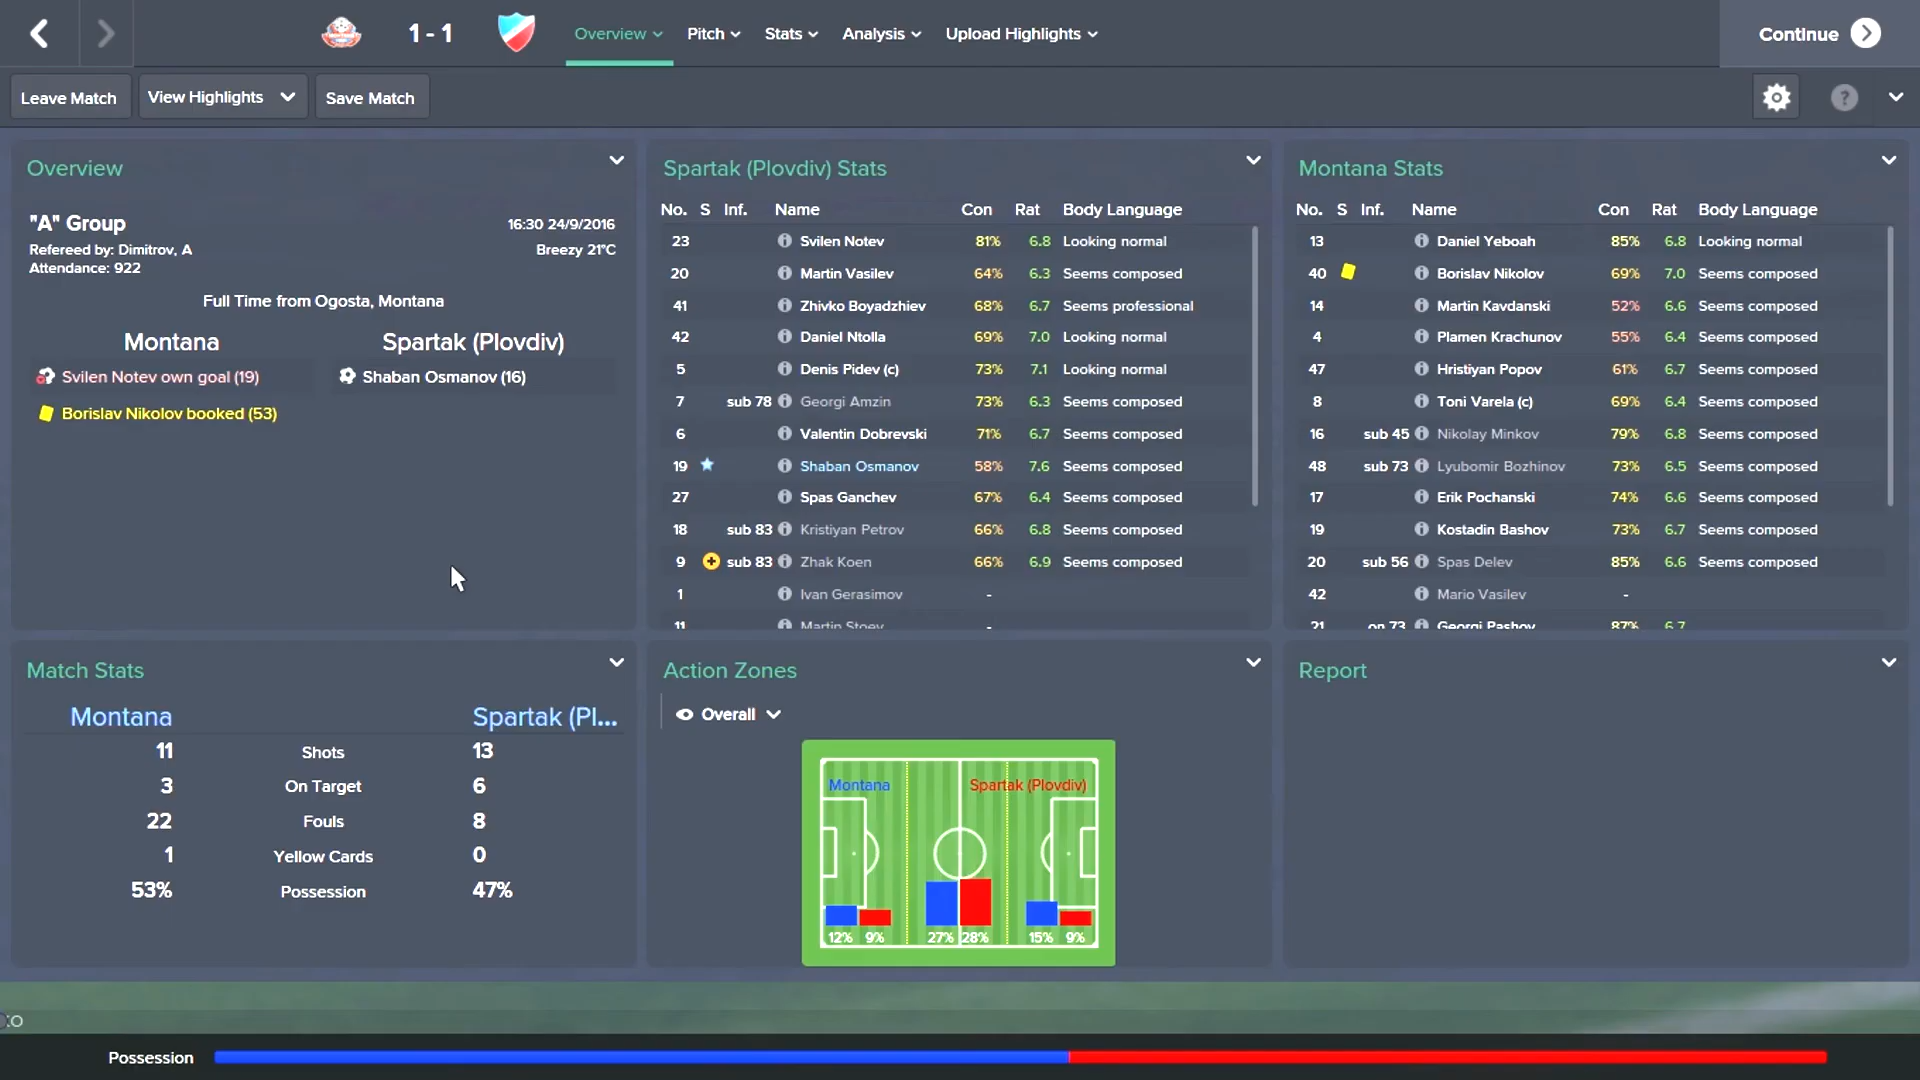 1 - 1 Overview Pitch Stats Analysis Upload Highlights Continue
Leave Match View Highlights Save Match ?
Overview
"A" Group 16:30 24/9/2016
Refereed by: Dimitrov, A Breezy 21°C
Attendance: 922
Full Time from Ogosta, Montana
Montana Spartak (Plovdiv)
Svilen Notev own goal (19) Shaban Osmanov (16)
Borislav Nikolov booked (53)
Spartak (Plovdiv) Stats
No. S Inf. Name Con Rat Body Language
23 Svilen Notev 81% 6.8 Looking normal
20 Martin Vasilev 64% 6.3 Seems composed
41 Zhivko Boyadzhiev 68% 6.7 Seems professional
42 Daniel Ntolla 69% 7.0 Looking normal
5 Denis Pidev (c) 73% 7.1 Looking normal
7 sub 78 Georgi Amzin 73% 6.3 Seems composed
6 Valentin Dobrevski 71% 6.7 Seems composed
19 Shaban Osmanov 58% 7.6 Seems composed
27 Spas Ganchev 67% 6.4 Seems composed
18 sub 83 Kristiyan Petrov 66% 6.8 Seems composed
9 sub 83 Zhak Koen 66% 6.9 Seems composed
1 Ivan Gerasimov -
11 Martin Stoev -
Montana Stats
No. S Inf. Name Con Rat Body Language
13 Daniel Yeboah 85% 6.8 Looking normal
40 Borislav Nikolov 69% 7.0 Seems composed
14 Martin Kavdanski 52% 6.6 Seems composed
4 Plamen Krachunov 55% 6.4 Seems composed
47 Hristiyan Popov 61% 6.7 Seems composed
8 Toni Varela (c) 69% 6.4 Seems composed
16 sub 45 Nikolay Minkov 79% 6.8 Seems composed
48 sub 73 Lyubomir Bozhinov 73% 6.5 Seems composed
17 Erik Pochanski 74% 6.6 Seems composed
19 Kostadin Bashov 73% 6.7 Seems composed
20 sub 56 Spas Delev 85% 6.6 Seems composed
42 Mario Vasilev -
21 on 73 Georgi Pashov 87% 6.7
Match Stats
Montana Spartak (Pl...
11 Shots 13
3 On Target 6
22 Fouls 8
1 Yellow Cards 0
53% Possession 47%
Action Zones
Overall
Montana Spartak (Plovdiv)
12% 9% 27% 28% 15% 9%
Report
Possession